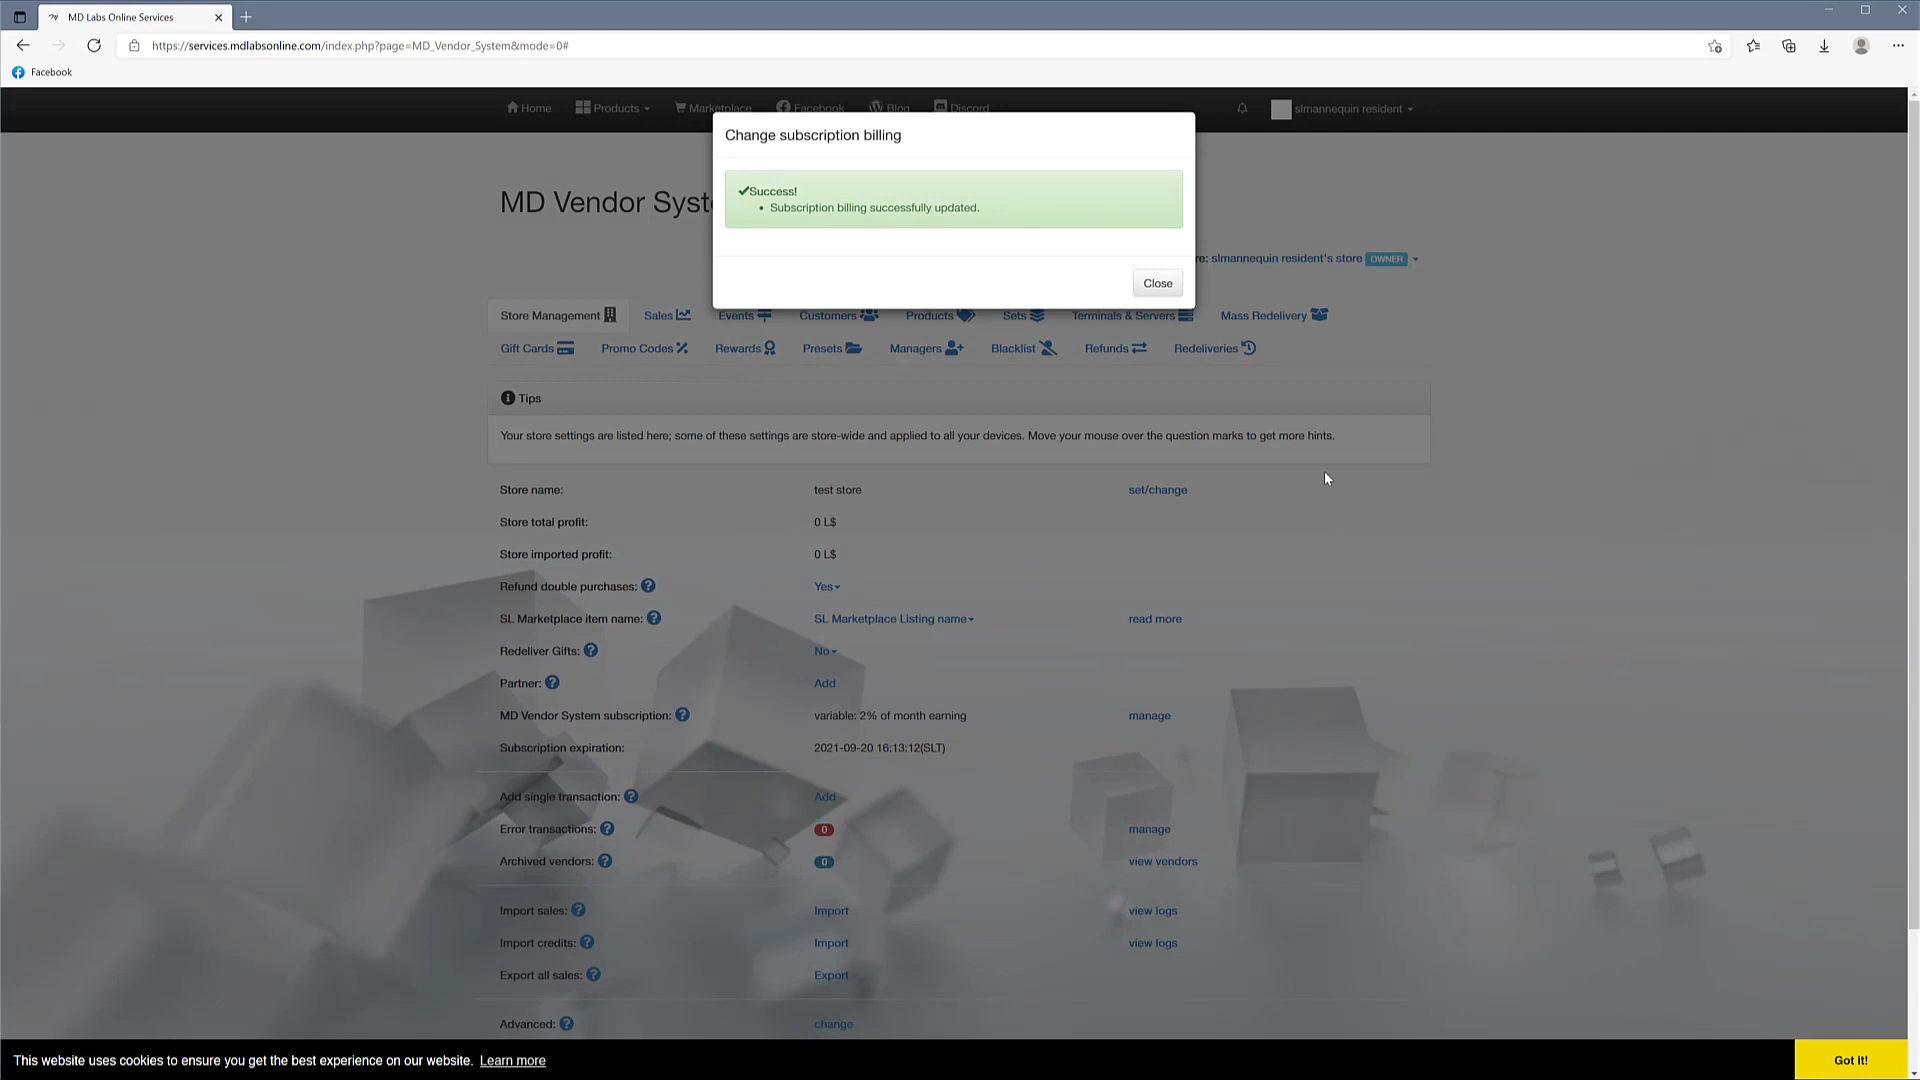 MD Labs Online Services
https://services.mdlabsonline.com/index.php?page=MD_Vendor_System&mode=0#
Facebook
Home Products Marketplace Facebook Blog Discord slmannequin resident
Change subscription billing
Success!
• Subscription billing successfully updated.
Close
MD Vendor Syst
re: slmannequin resident's store OWNER
Store Management Sales Events Customers Products Sets Terminals & Servers Mass Redelivery
Gift Cards Promo Codes Rewards Presets Managers Blacklist Refunds Redeliveries
Tips
Your store settings are listed here; some of these settings are store-wide and applied to all your devices. Move your mouse over the question marks to get more hints.
Store name: test store set/change
Store total profit: 0 L$
Store imported profit: 0 L$
Refund double purchases: ? Yes
SL Marketplace item name: ? SL Marketplace Listing name read more
Redeliver Gifts: ? No
Partner: ? Add
MD Vendor System subscription: ? variable: 2% of month earning manage
Subscription expiration: 2021-09-20 16:13:12(SLT)
Add single transaction: ? Add
Error transactions: ? 0 manage
Archived vendors: ? 0 view vendors
Import sales: ? Import view logs
Import credits: ? Import view logs
Export all sales: ? Export
Advanced: ? change
This website uses cookies to ensure you get the best experience on our website. Learn more Got it!